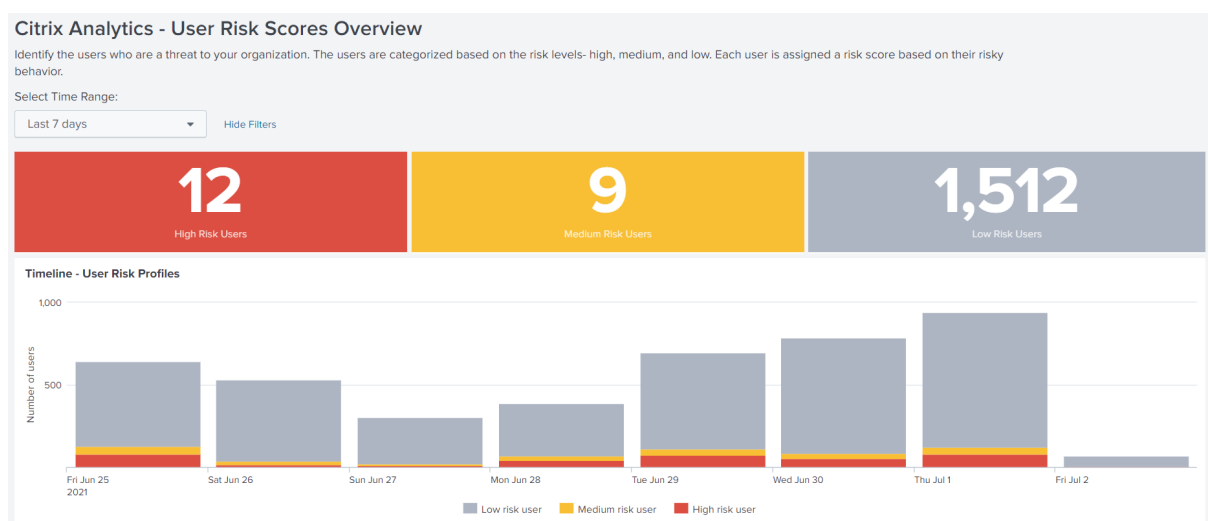 Citrix Analytics - User Risk Scores Overview
Identify the users who are a threat to your organization. The users are categorized based on the risk levels- high, medium, and low. Each user is assigned a risk score based on their risky
behavior.
Select Time Range:
Last 7 days
Hide Filters
12
High Risk Users
9
Medium Risk Users
1,512
Low Risk Users
Timeline - User Risk Profiles
1,000
500
Number of users
Fri Jun 25
2021
Sat Jun 26
Sun Jun 27
Mon Jun 28
Tue Jun 29
Wed Jun 30
Thu Jul 1
Fri Jul 2
Low risk user
Medium risk user
High risk user